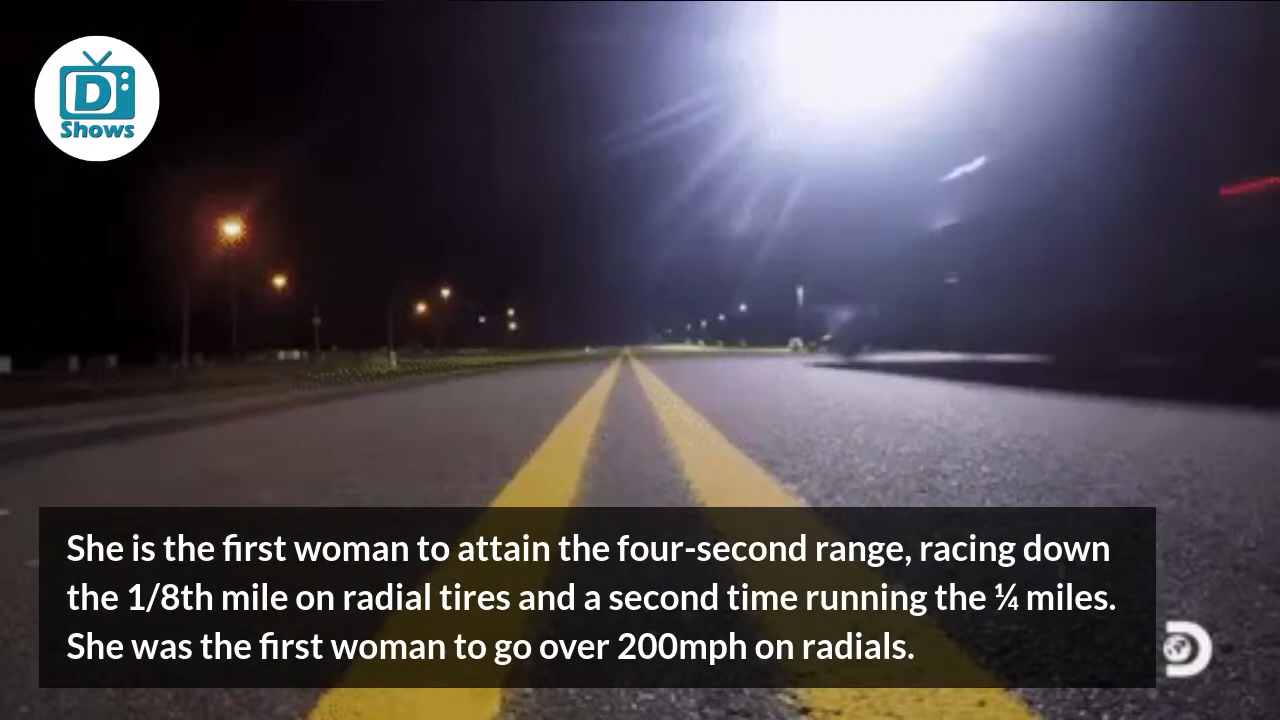 D
Shows
She is the first woman to attain the four-second range, racing down
the 1/8th mile on radial tires and a second time running the ¼ miles.
She was the first woman to go over 200mph on radials.